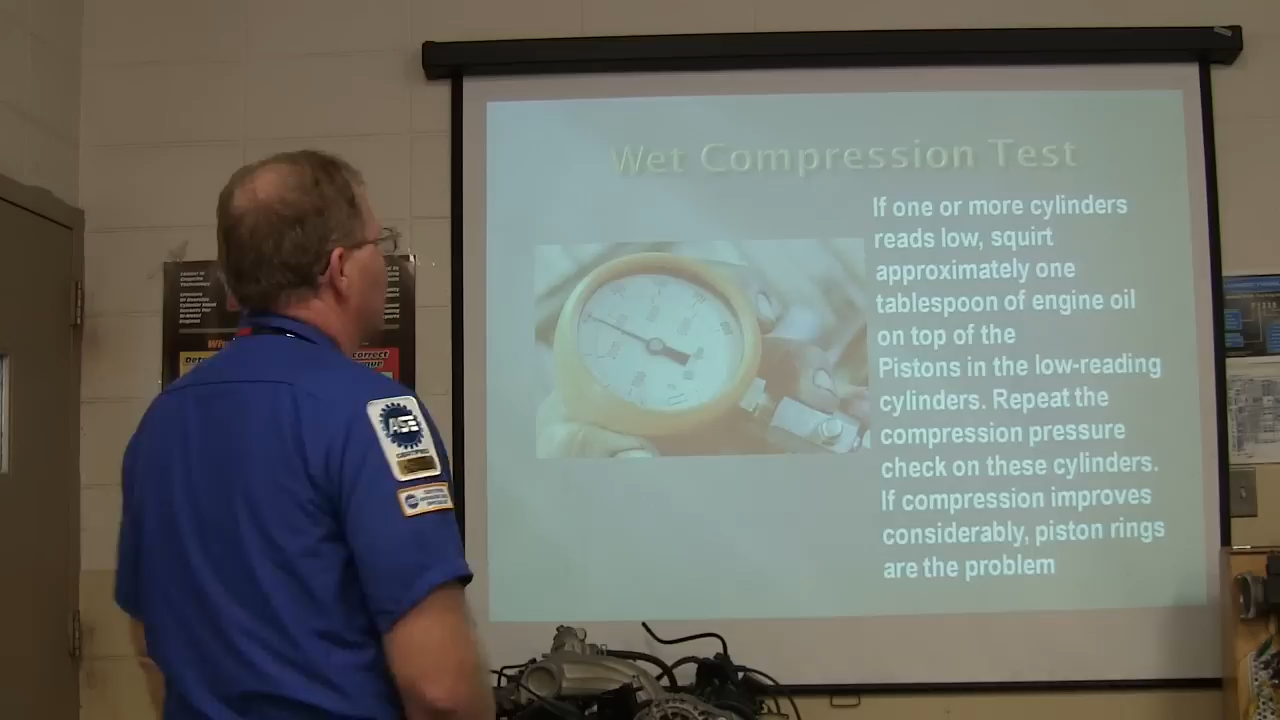 Wet Compression Test
If one or more cylinders
reads low, squirt
approximately one
tablespoon of engine oil
on top of the
Pistons in the low-reading
cylinders. Repeat the
compression pressure
check on these cylinders.
If compression improves
considerably, piston rings
are the problem
ASE
CERTIFIED